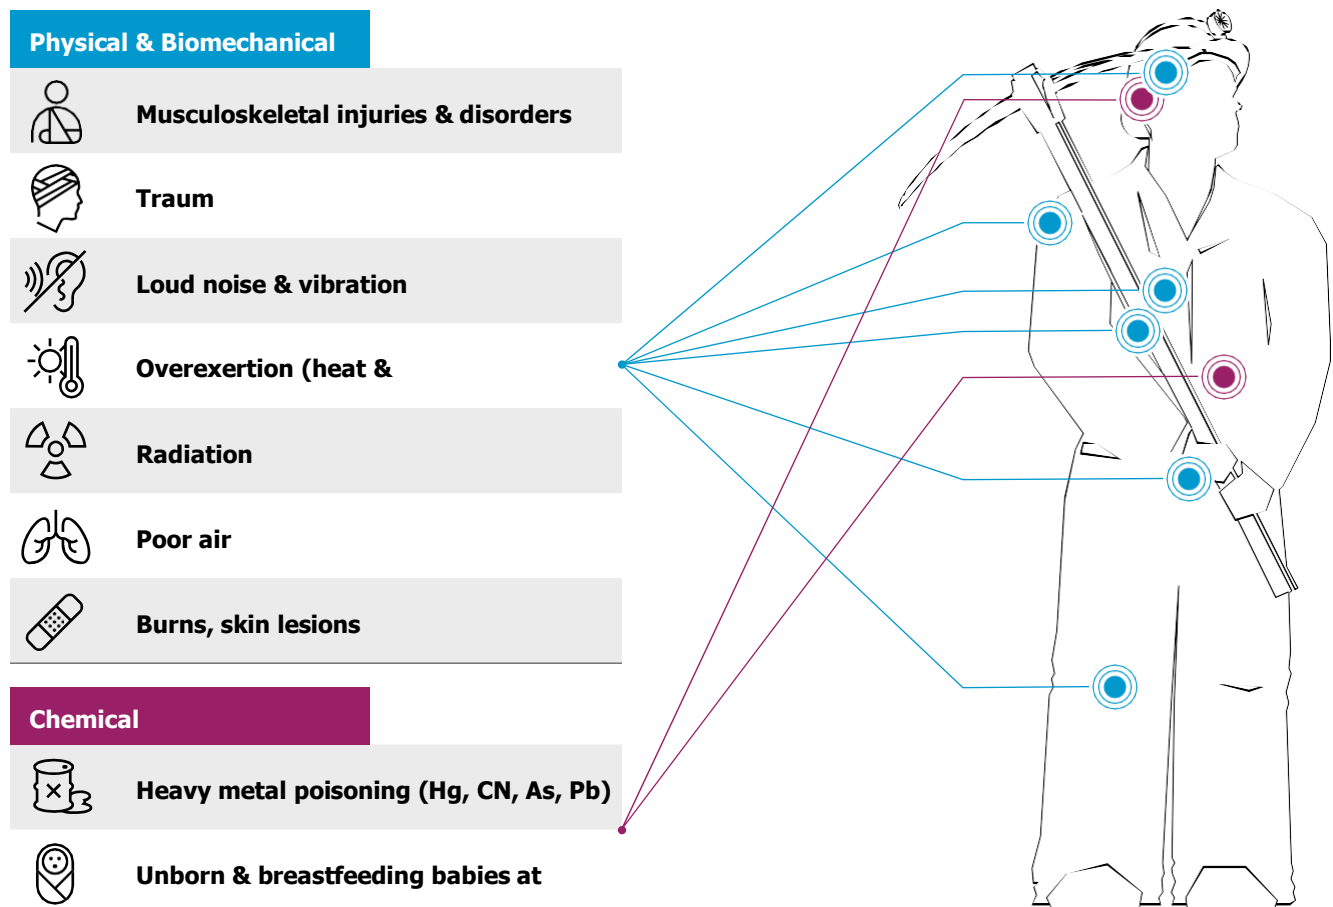 Physical & Biomechanical
Musculoskeletal injuries & disorders
Traum
Loud noise & vibration
Overexertion (heat &
Radiation
Poor air
Burns, skin lesions
Chemical
Heavy metal poisoning (Hg, CN, As, Pb)
Unborn & breastfeeding babies at